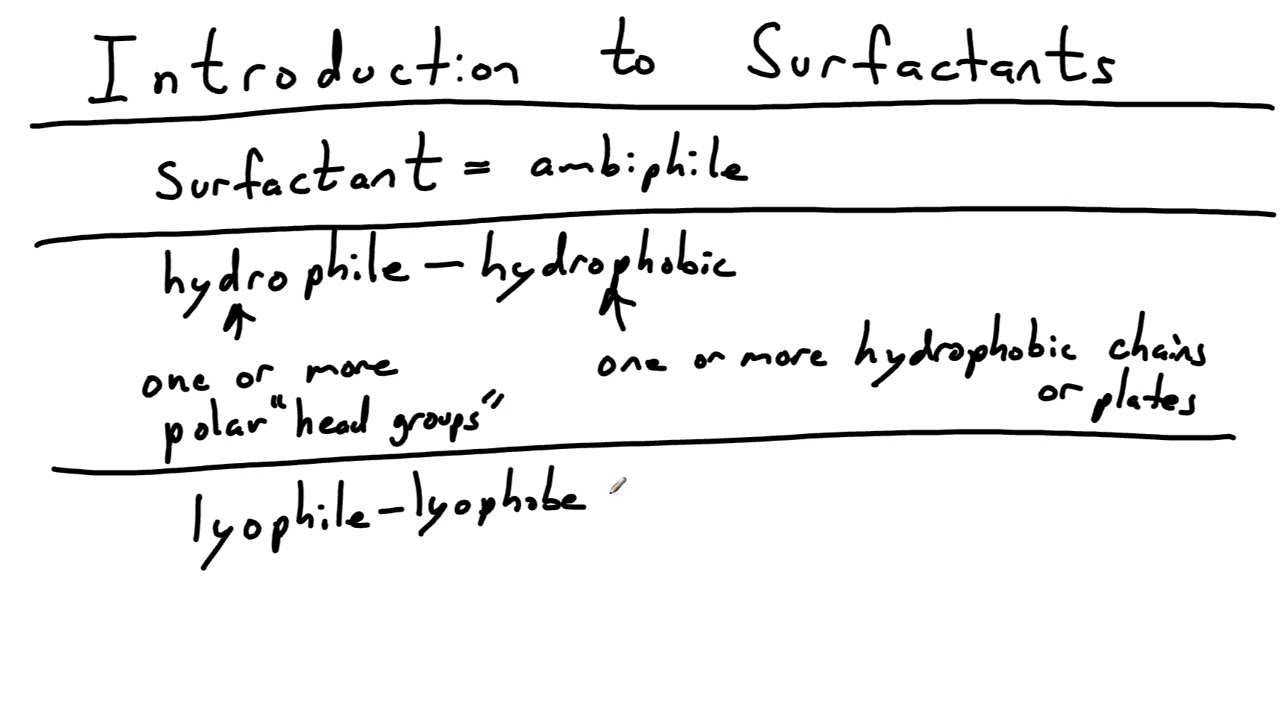 Introduction to Surfactants
Surfactant = ambiphile
hydrophile - hydrophobic
one or more
polar "head groups"
one or more hydrophobic chains
or plates
lyophile - lyophobe